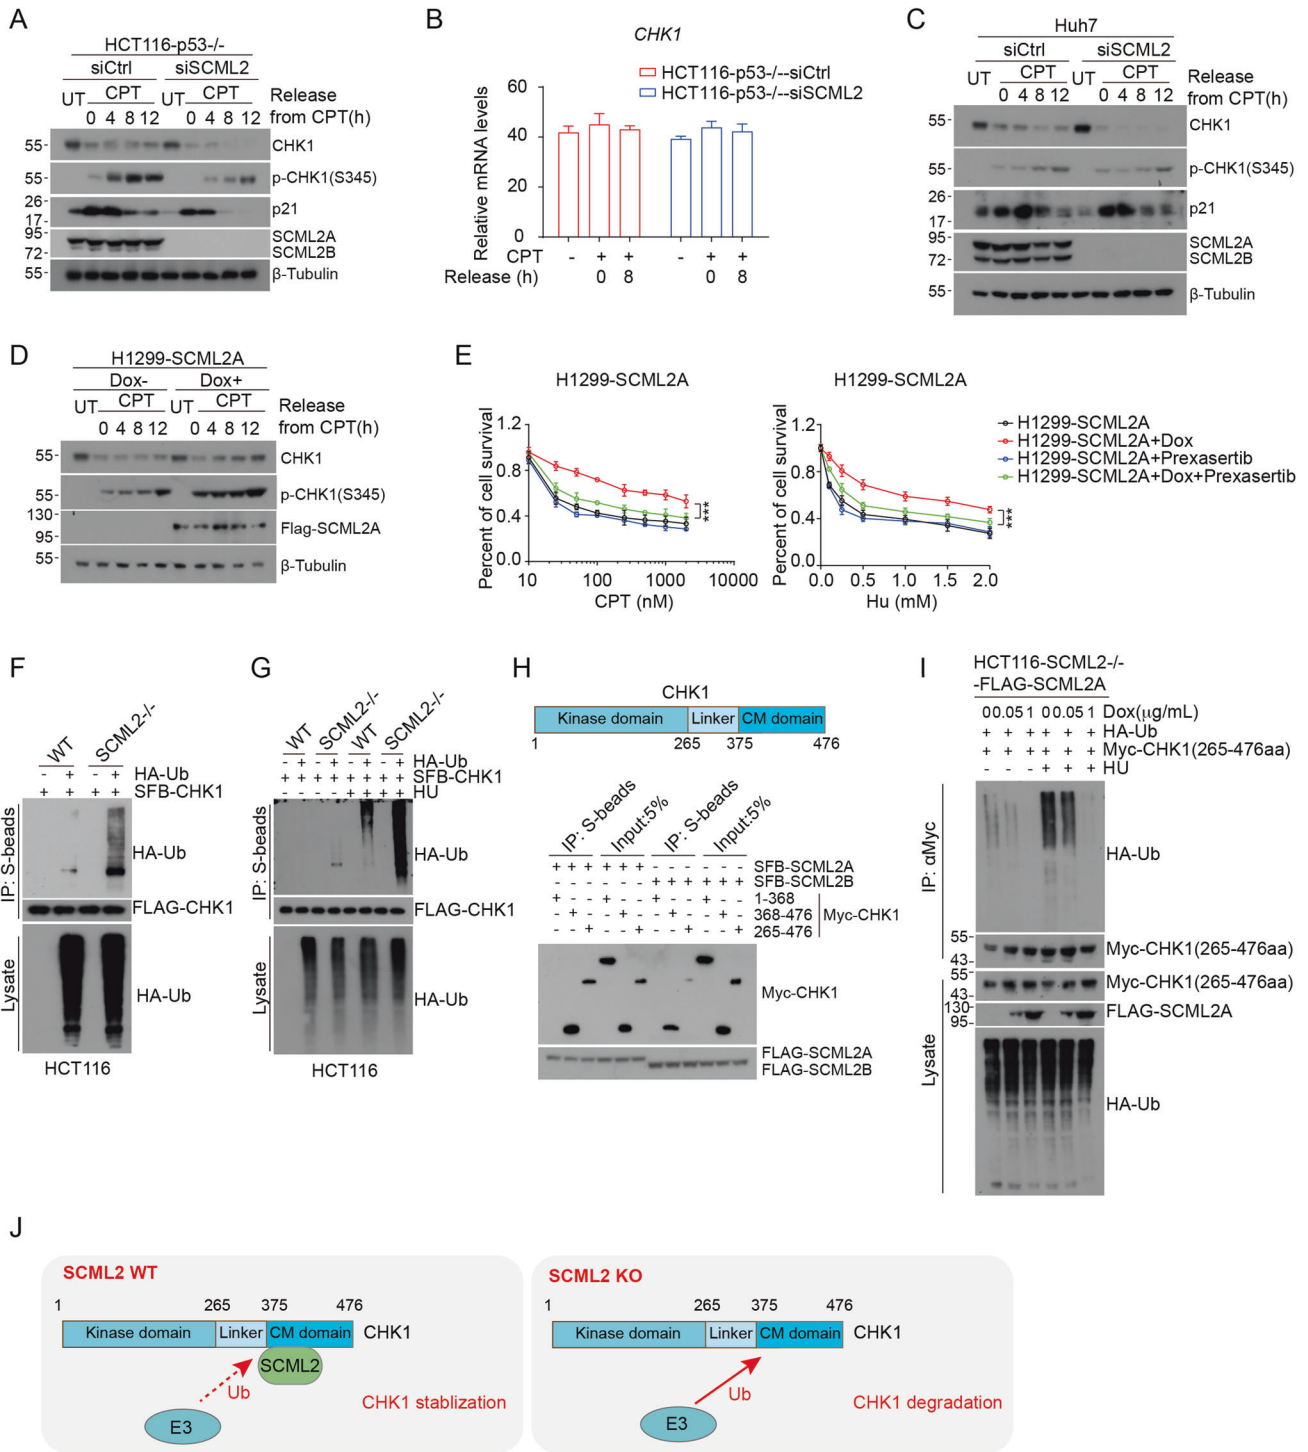 A
HCT116-p53-/-
siCtrl siSCML2
UT CPT UT CPT Release
0 4 8 12 0 4 8 12 from CPT(h)
55- CHK1
55- p-CHK1(S345)
26-
17- p21
95- SCML2A
72- SCML2B
55- β-Tubulin
B
CHK1
HCT116-p53-/--siCtrl
HCT116-p53-/--siSCML2
Relative mRNA levels
60
40
20
0
CPT - + + - + +
Release (h) 0 8 0 8
C
Huh7
siCtrl siSCML2
UT CPT UT CPT Release
0 4 8 12 0 4 8 12 from CPT(h)
55- CHK1
55- p-CHK1(S345)
26-
17- p21
95- SCML2A
72- SCML2B
55- β-Tubulin
D
H1299-SCML2A
Dox- Dox+
UT CPT UT CPT Release
0 4 8 12 0 4 8 12 from CPT(h)
55- CHK1
55- p-CHK1(S345)
130-
95- Flag-SCML2A
55- β-Tubulin
E
H1299-SCML2A
Percent of cell survival
1.2
0.8
0.4
0.0
10 100 1000 10000
CPT (nM)
***
H1299-SCML2A
Percent of cell survival
1.2
0.8
0.4
0.0
0.0 0.5 1.0 1.5 2.0
Hu (mM)
***
H1299-SCML2A
H1299-SCML2A+Dox
H1299-SCML2A+Prexasertib
H1299-SCML2A+Dox+Prexasertib
F
WT SCML2-/-
- + - + HA-Ub
+ + + + SFB-CHK1
IP: S-beads
HA-Ub
FLAG-CHK1
Lysate
HA-Ub
HCT116
G
WT SCML2-/- WT SCML2-/-
- + - + - + - + HA-Ub
+ + + + + + + + SFB-CHK1
- - - - + + + + HU
IP: S-beads
HA-Ub
FLAG-CHK1
Lysate
HA-Ub
HCT116
H
CHK1
Kinase domain Linker CM domain
1 265 375 476
IP: S-beads Input:5% IP: S-beads Input:5%
+ + + + + + - - - - - - SFB-SCML2A
- - - - - - + + + + + + SFB-SCML2B
+ - - + - - + - - + - - 1-368
- + - - + - - + - - + - 368-476 Myc-CHK1
- - + - - + - - + - - + 265-476
Myc-CHK1
FLAG-SCML2A
FLAG-SCML2B
I
HCT116-SCML2-/-
-FLAG-SCML2A
0 0.05 1 0 0.05 1 Dox(μg/mL)
+ + + + + + HA-Ub
+ + + + + + Myc-CHK1(265-476aa)
- - - + + + HU
IP: αMyc
HA-Ub
55-
43- Myc-CHK1(265-476aa)
55-
43- Myc-CHK1(265-476aa)
130-
95- FLAG-SCML2A
Lysate
HA-Ub
J
SCML2 WT
1 265 375 476
Kinase domain Linker CM domain CHK1
SCML2
Ub
E3
CHK1 stablization
SCML2 KO
1 265 375 476
Kinase domain Linker CM domain CHK1
Ub
E3
CHK1 degradation